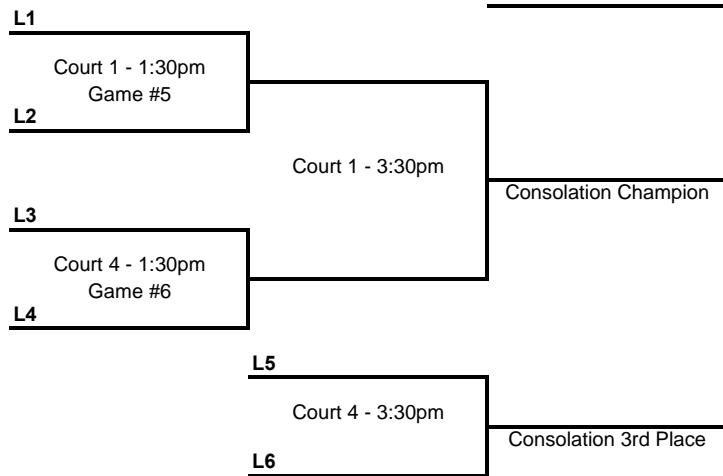 L1
Court 1 - 1:30pm
Game #5
L2
Court 1 - 3:30pm
Consolation Champion
L3
Court 4 - 1:30pm
Game #6
L4
L5
Court 4 - 3:30pm
Consolation 3rd Place
L6